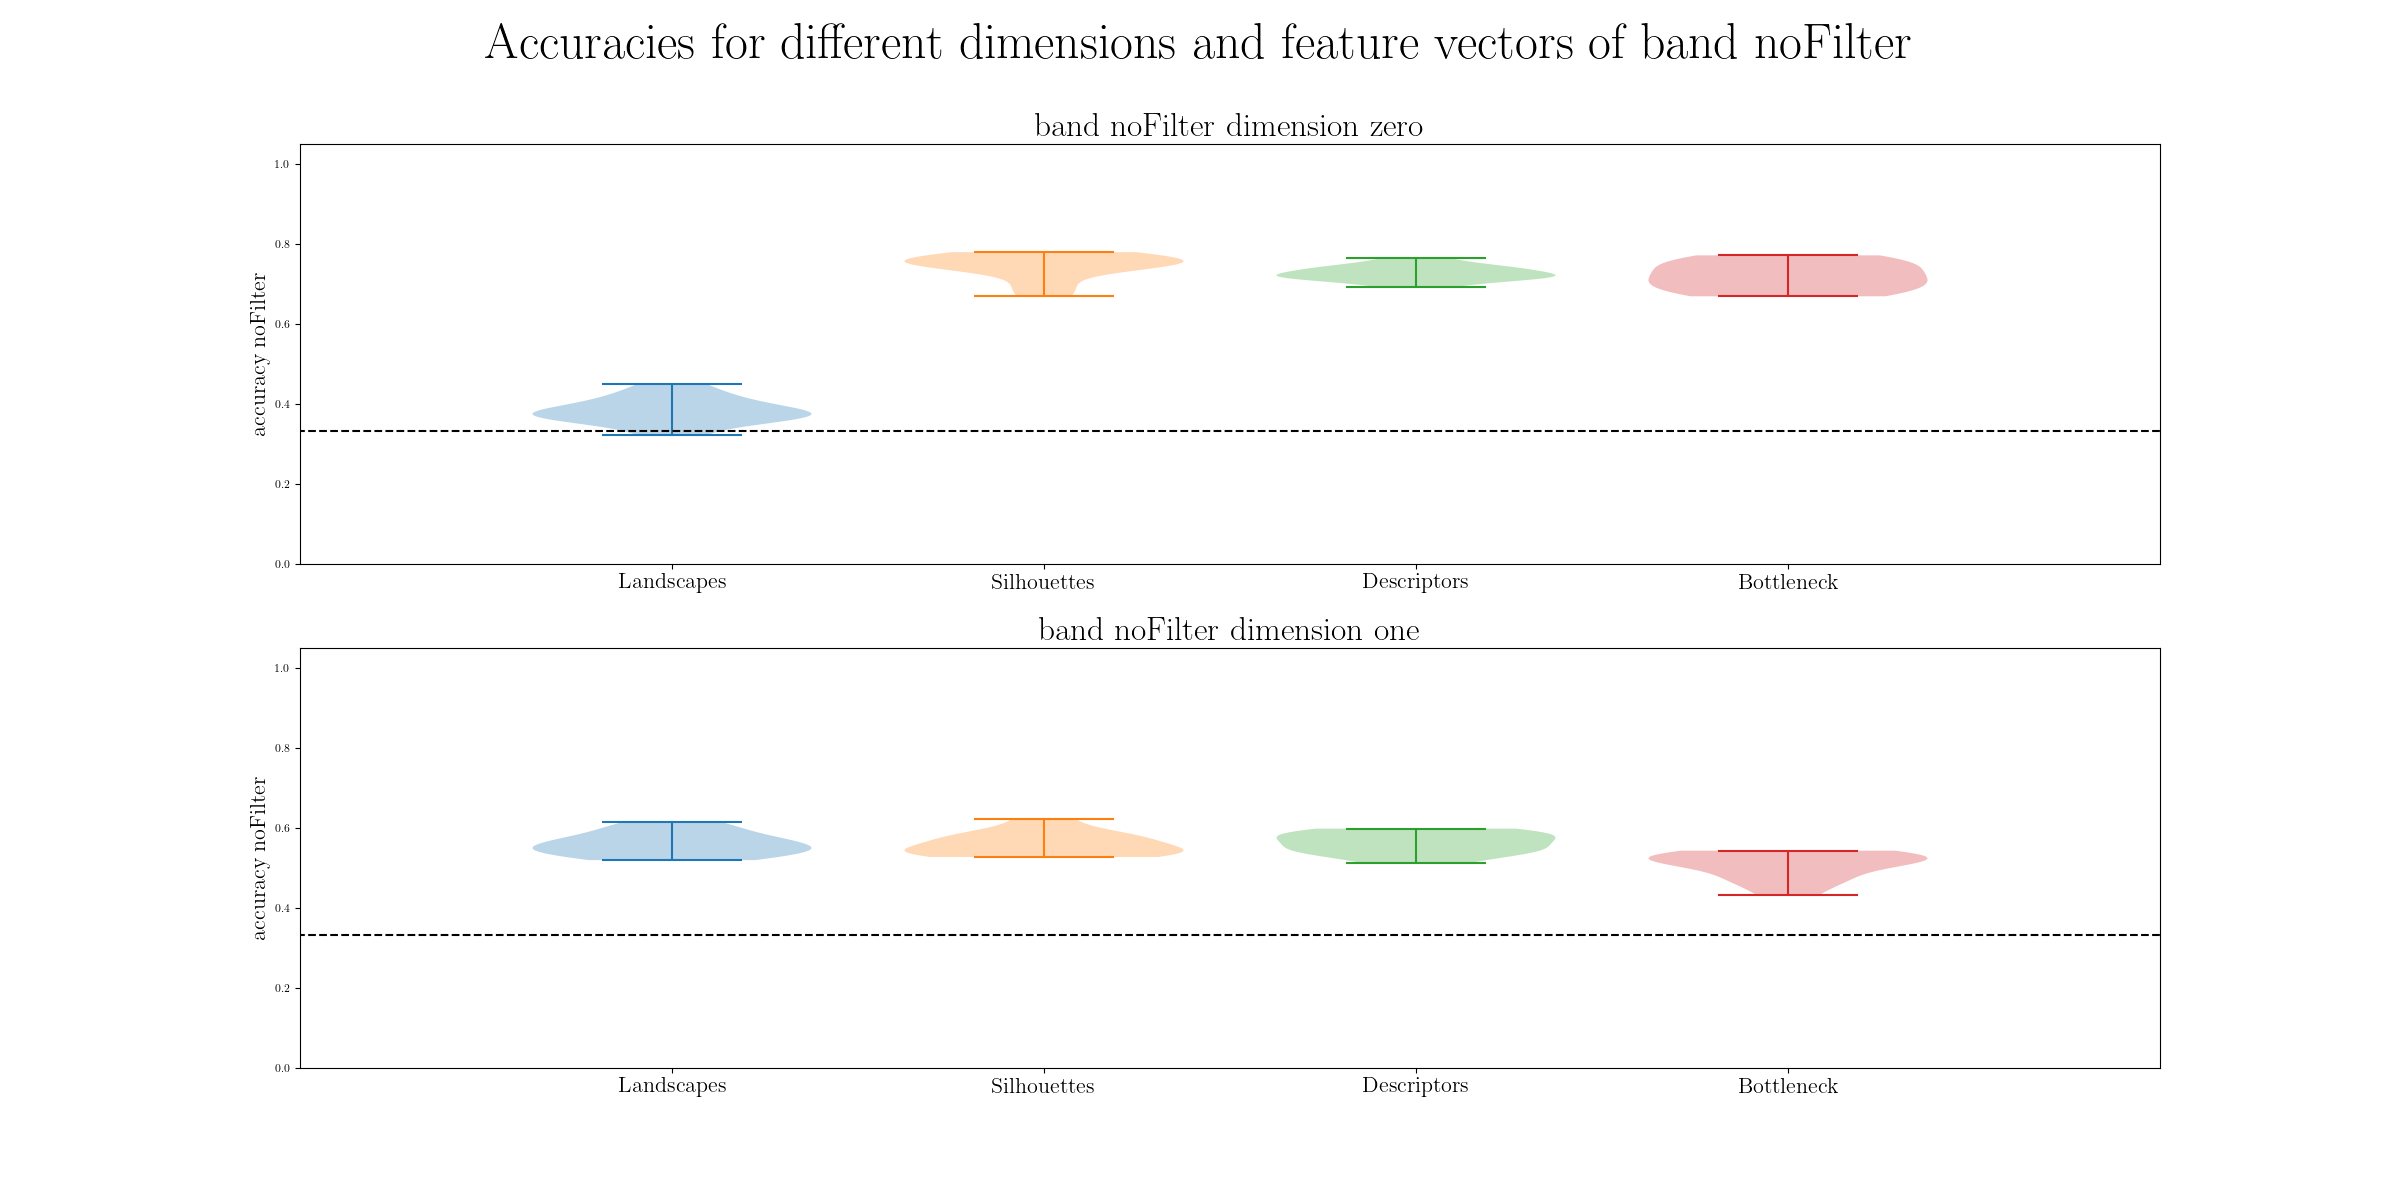 Accuracies for different dimensions and feature vectors of band noFilter
band noFilter dimension zero
accuracy noFilter
1.0
0.8
0.6
0.4
0.2
0.0
Landscapes
Silhouettes
Descriptors
Bottleneck
band noFilter dimension one
accuracy noFilter
1.0
0.8
0.6
0.4
0.2
0.0
Landscapes
Silhouettes
Descriptors
Bottleneck